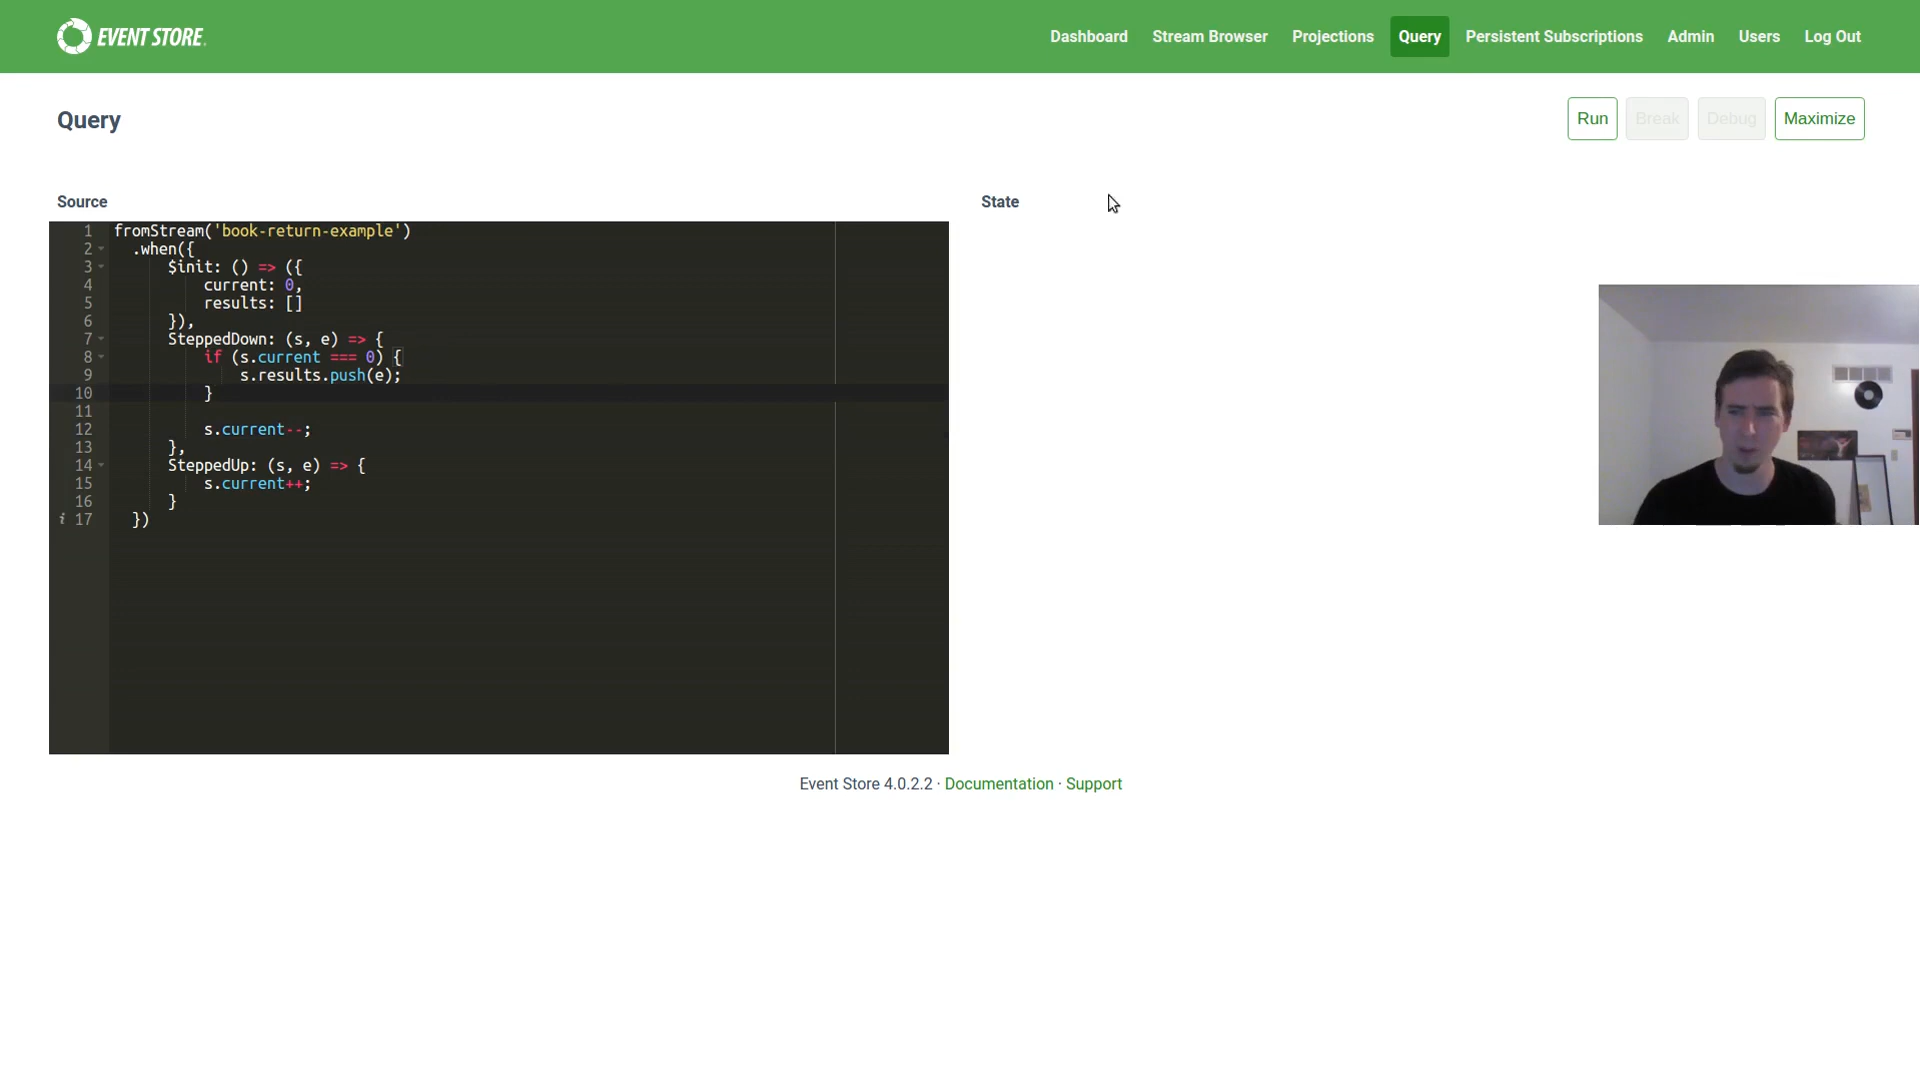 EVENT STORE
Dashboard Stream Browser Projections Query Persistent Subscriptions Admin Users Log Out
Query
Run Break Debug Maximize
Source
State
1 fromStream('book-return-example')
2 .when({
3 $init: () => ({
4 current: 0,
5 results: []
6 }),
7 SteppedDown: (s, e) => {
8 if (s.current === 0) {
9 s.results.push(e);
10 }
11
12 s.current--;
13 },
14 SteppedUp: (s, e) => {
15 s.current++;
16 }
i 17 })
Event Store 4.0.2.2 · Documentation · Support